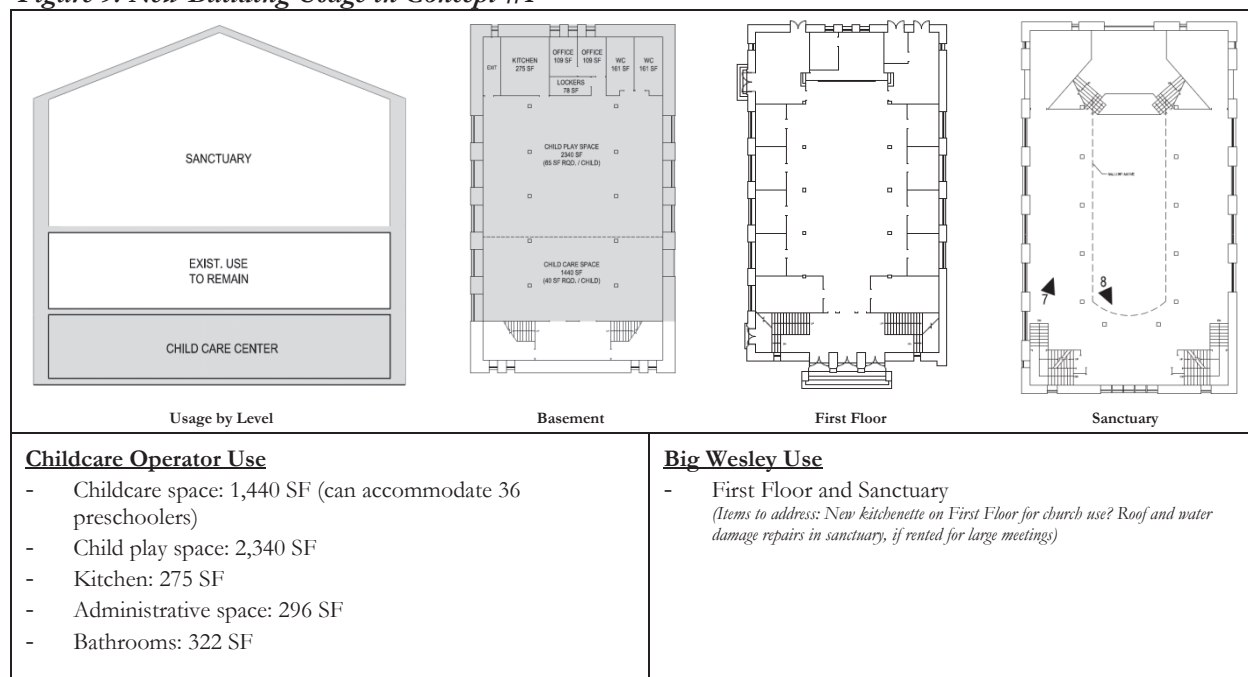 Figure 9. New Building Usage in Concept #1
SANCTUARY
EXIST. USE
TO REMAIN
CHILD CARE CENTER
Usage by Level
EXIT
KITCHEN
275 SF
OFFICE
109 SF
OFFICE
109 SF
LOCKERS
78 SF
WC
161 SF
WC
161 SF
CHILD PLAY SPACE
2340 SF
(65 SF RQD. / CHILD)
CHILD CARE SPACE
1440 SF
(40 SF RQD. / CHILD)
Basement
First Floor
7
8
Sanctuary
Childcare Operator Use
- Childcare space: 1,440 SF (can accommodate 36
preschoolers)
- Child play space: 2,340 SF
- Kitchen: 275 SF
- Administrative space: 296 SF
- Bathrooms: 322 SF
Big Wesley Use
- First Floor and Sanctuary
(Items to address: New kitchenette on First Floor for church use? Roof and water
damage repairs in sanctuary, if rented for large meetings)